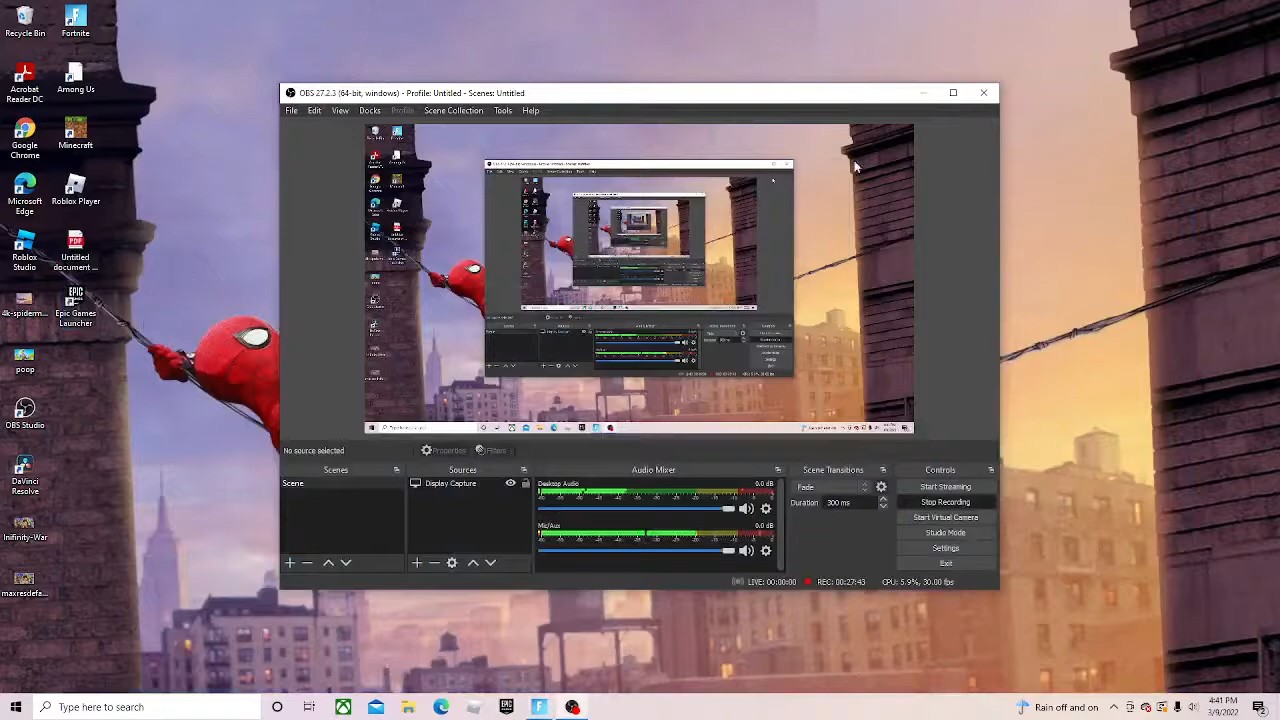 Recycle Bin
Fortnite
Acrobat
Reader DC
Among Us
Google
Chrome
Minecraft
Microsoft
Edge
Roblox Player
Roblox
Studio
Untitled
document ...
Epic Games
Launcher
poop
OBS Studio
DaVinci
Infinity-War
maxresdefa...
OBS 27.2.3 (64-bit, windows) - Profile: Untitled - Scenes: Untitled
File Edit View Docks Profile Scene Collection Tools Help
No source selected
Properties
Filters
Scenes
Sources
Audio Mixer
Scene Transitions
Controls
Scene
Display Capture
Desktop Audio
0.0 dB
Mic/Aux
0.0 dB
Fade
Duration
300 ms
Start Streaming
Stop Recording
Start Virtual Camera
Studio Mode
Settings
Exit
LIVE: 00:00:00
REC: 00:27:43
CPU: 5.9%, 30.00 fps
Type here to search
Rain off and on
4:41 PM
3/9/2022